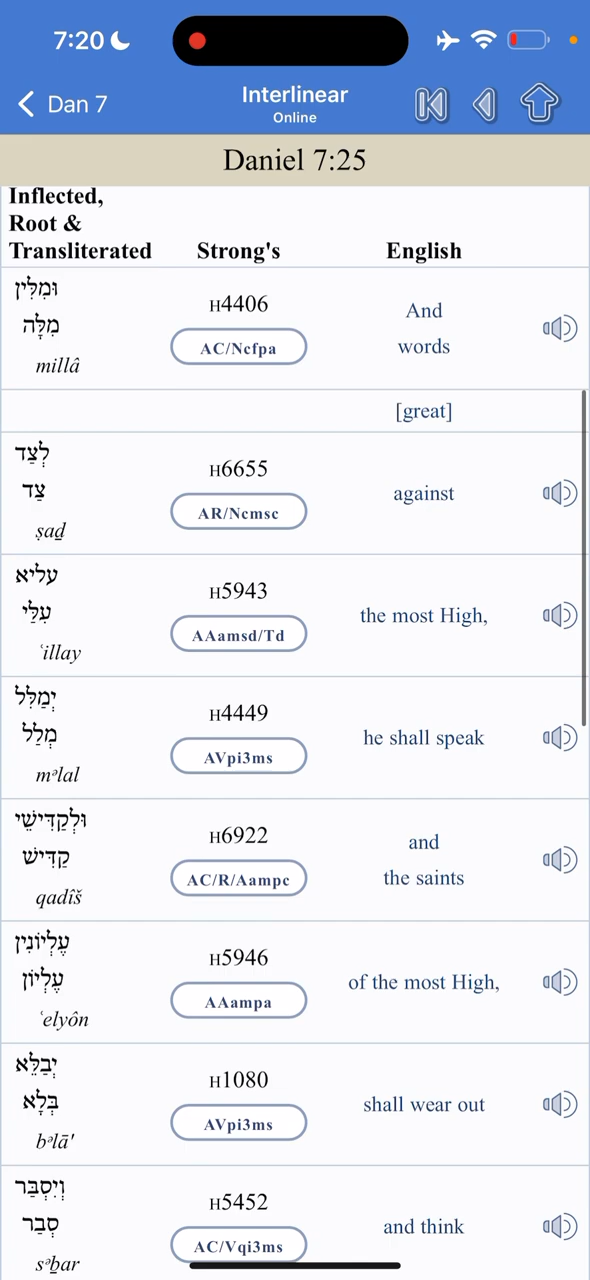 7:20
Dan 7
Interlinear
Online
Daniel 7:25
Inflected,
Root &
Transliterated
Strong's
English
וּמִלִּין
מִלָּה
millâ
H4406
AC/Ncfpa
And
words
[great]
לְצַד
צַד
ṣaḏ
H6655
AR/Ncmsc
against
עליא
עִלַּי
ʿillay
H5943
AAamsd/Td
the most High,
יְמַלִּל
מְלַל
mᵊlal
H4449
AVpi3ms
he shall speak
וּלְקַדִּישֵׁי
קַדִּישׁ
qadîš
H6922
AC/R/Aampc
and
the saints
עֶלְיוֹנִין
עֶלְיוֹן
ʿelyôn
H5946
AAampa
of the most High,
יְבַלֵּא
בְּלָא
bᵊlā'
H1080
AVpi3ms
shall wear out
וְיִסְבַּר
סְבַר
sᵊḇar
H5452
AC/Vqi3ms
and think